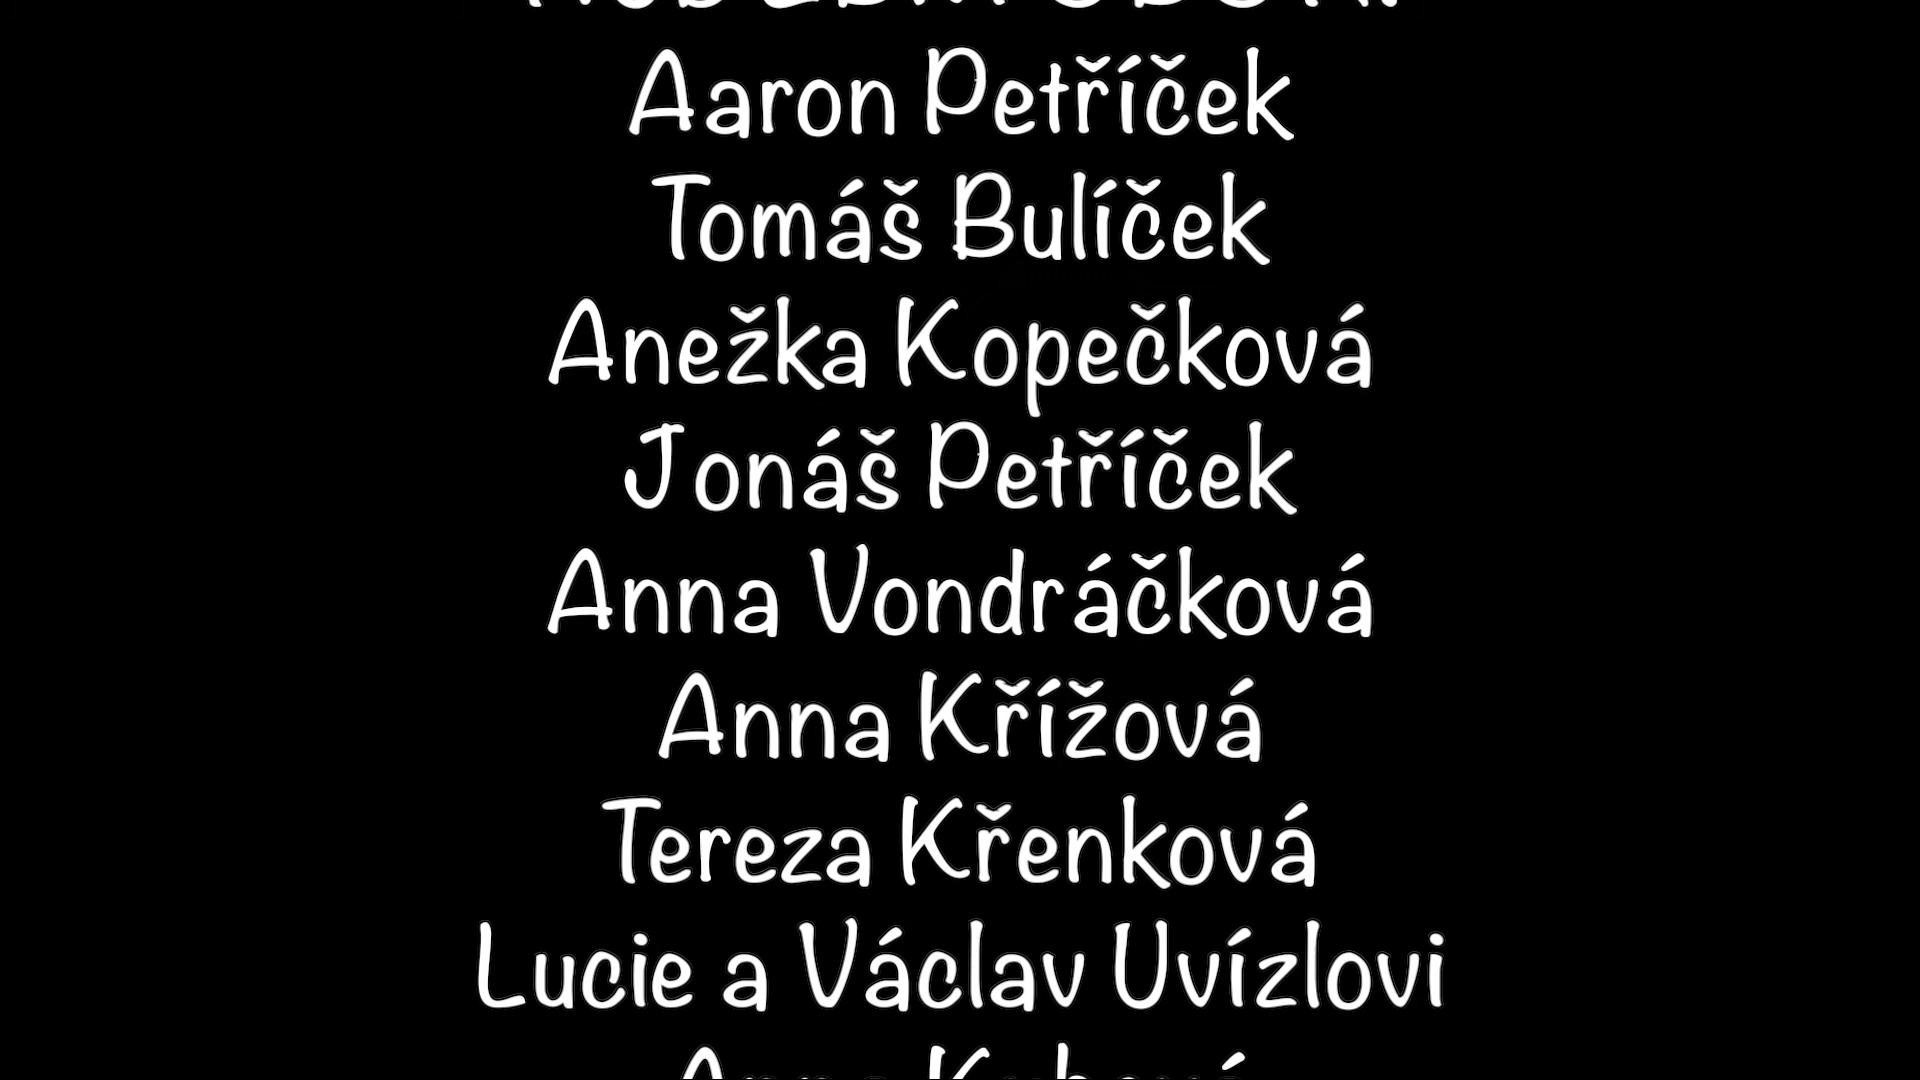 Aaron Petříček
Tomáš Bulíček
Anežka Kopečková
Jonáš Petříček
Anna Vondráčková
Anna Křížová
Tereza Křenková
Lucie a Václav Uvízlovi